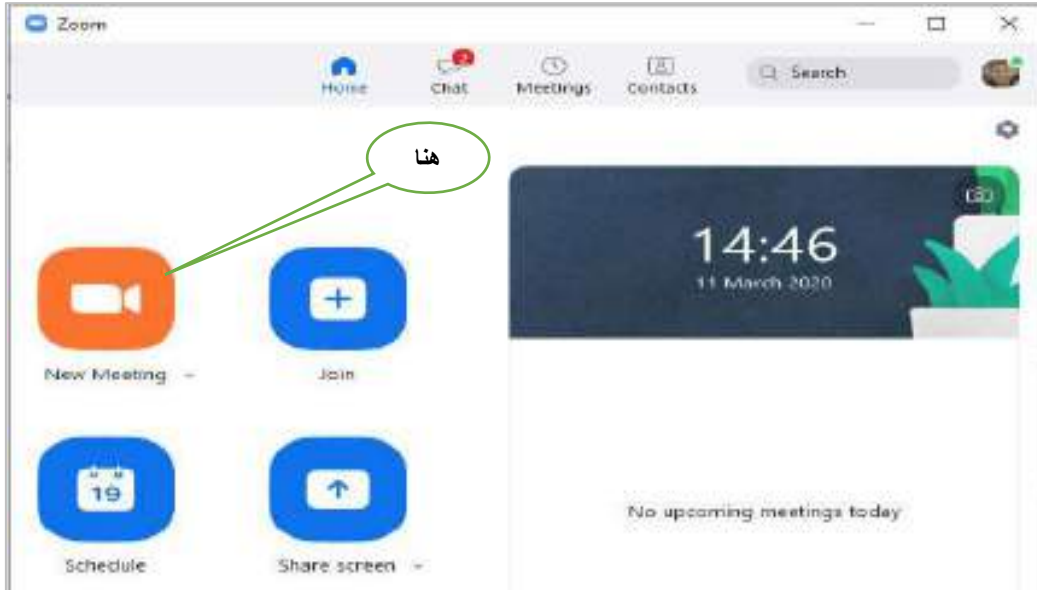 Zoom
Home
Chat
2
Meetings
Contacts
Search
هنا
14:46
11 March 2020
New Meeting
Join
19
Schedule
Share screen
No upcoming meetings today